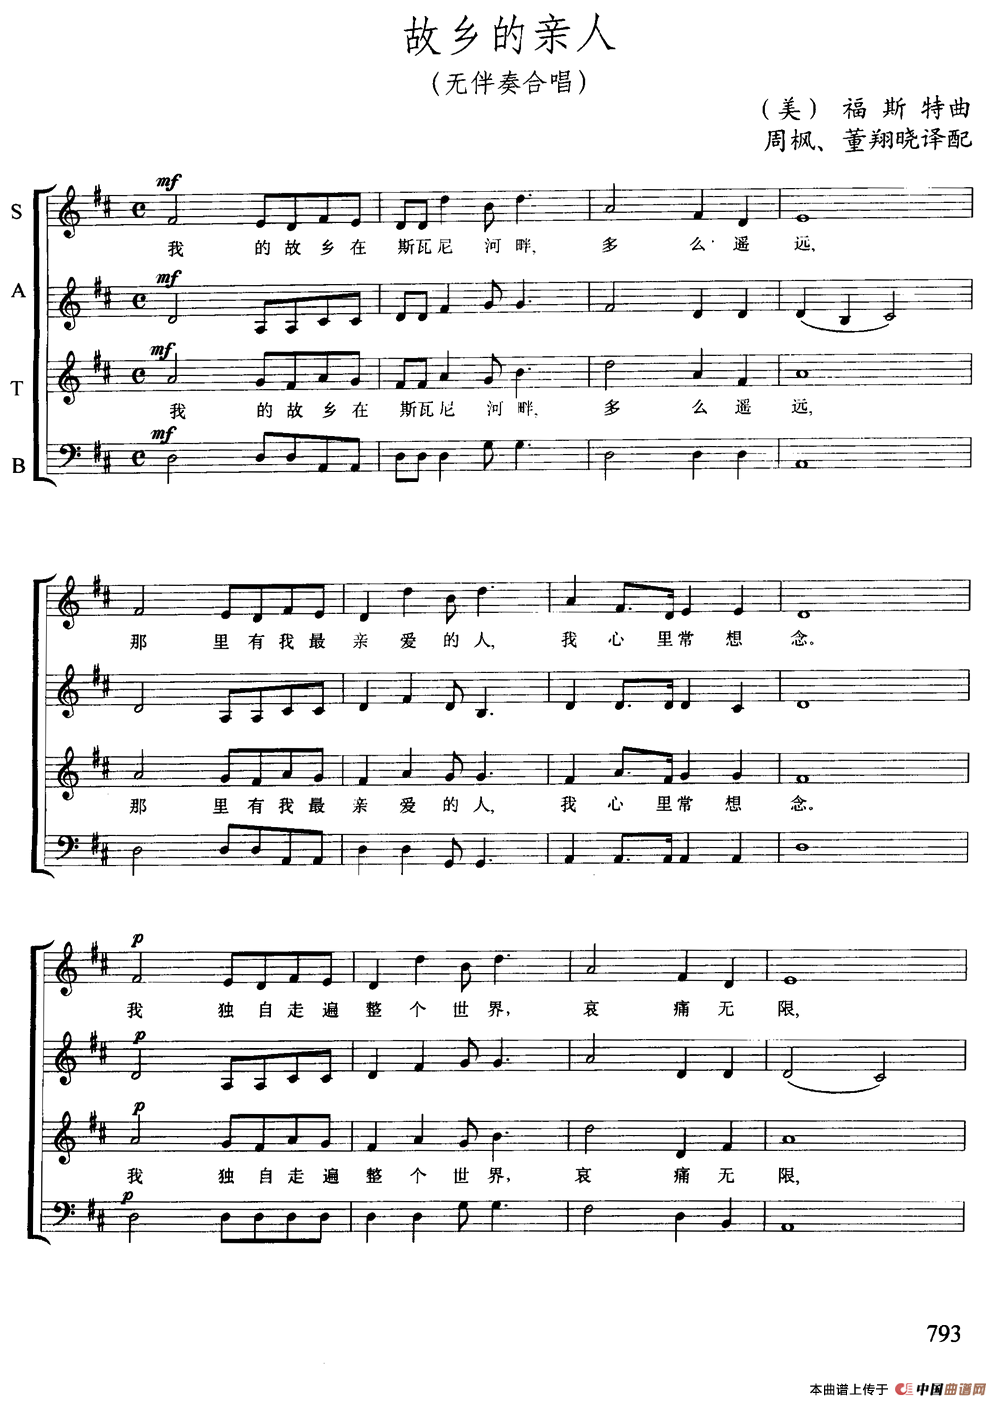 故乡的亲人
（无伴奏合唱）
（美） 福 斯 特曲
周枫、董翔晓译配
mf
S
我 的故乡在 斯瓦尼 河畔, 多 么 遥 远,
mf
A
mf
T
我 的故乡在 斯瓦尼 河畔, 多 么 遥 远,
mf
B
那 里有我最 亲 爱的人, 我 心 里常想 念。
那 里有我最 亲 爱的人, 我 心 里常想 念。
p
我 独自走遍 整个世界, 哀 痛无 限,
p
p
我 独自走遍 整个世界, 哀 痛无 限,
p
793
本曲谱上传于 中国曲谱网